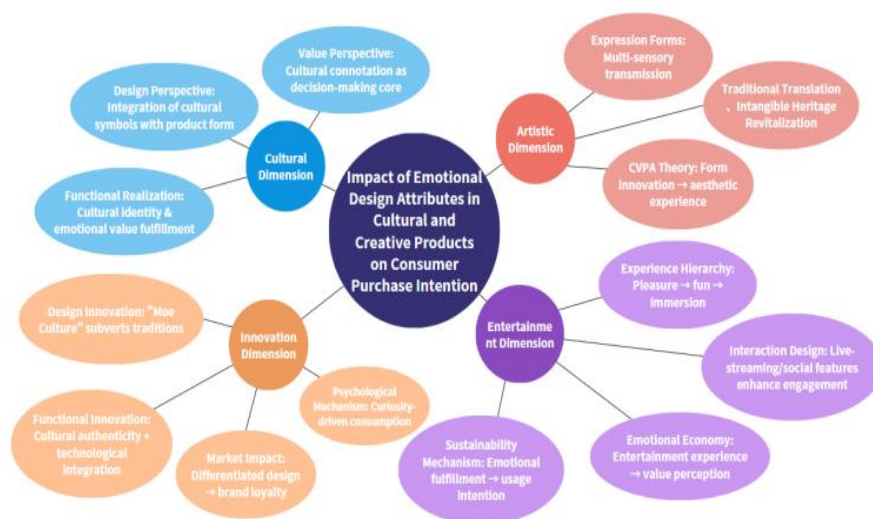 Impact of Emotional
Design Attributes in
Cultural and
Creative Products
on Consumer
Purchase Intention
Cultural
Dimension
Value Perspective:
Cultural connotation as
decision-making core
Design Perspective:
Integration of cultural
symbols with product form
Functional Realization:
Cultural identity &
emotional value fulfillment
Artistic
Dimension
Expression Forms:
Multi-sensory
transmission
Traditional Translation
、Intangible Heritage
Revitalization
CVPA Theory: Form
innovation → aesthetic
experience
Innovation
Dimension
Design Innovation: "Moe
Culture" subverts traditions
Functional Innovation:
Cultural authenticity +
technological
integration
Market Impact:
Differentiated design
→ brand loyalty
Psychological
Mechanism: Curiosity-
driven consumption
Entertainme
nt Dimension
Experience Hierarchy:
Pleasure → fun →
immersion
Interaction Design: Live-
streaming/social features
enhance engagement
Emotional Economy:
Entertainment experience
→ value perception
Sustainability
Mechanism: Emotional
fulfillment → usage
intention